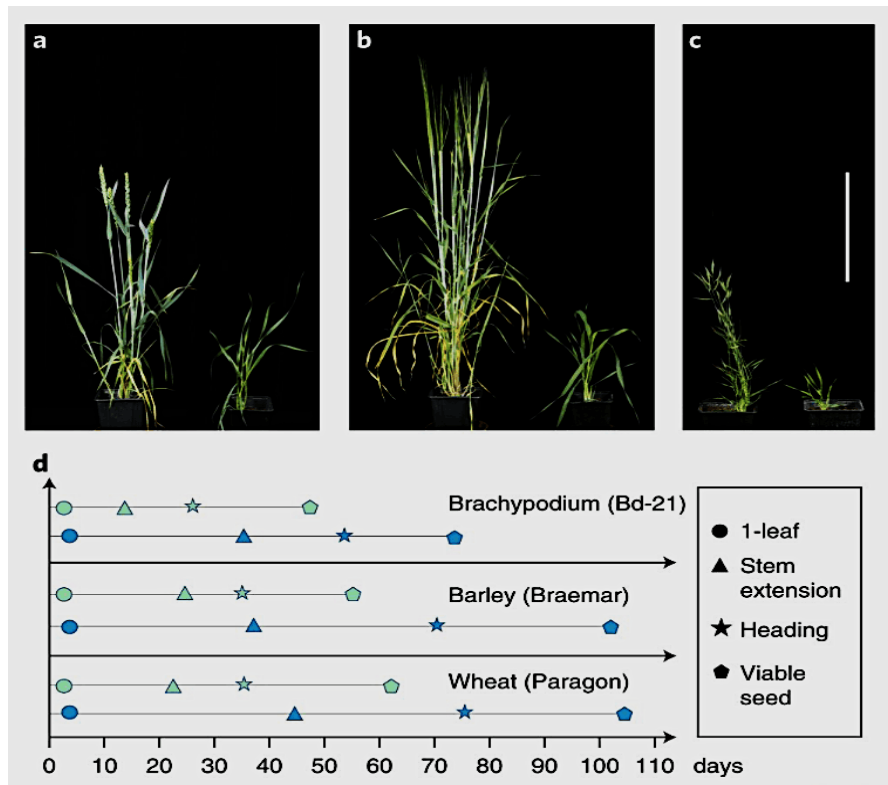 a
b
c
d
Brachypodium (Bd-21)
Barley (Braemar)
Wheat (Paragon)
1-leaf
Stem
extension
Heading
Viable
seed
0 10 20 30 40 50 60 70 80 90 100 110 days